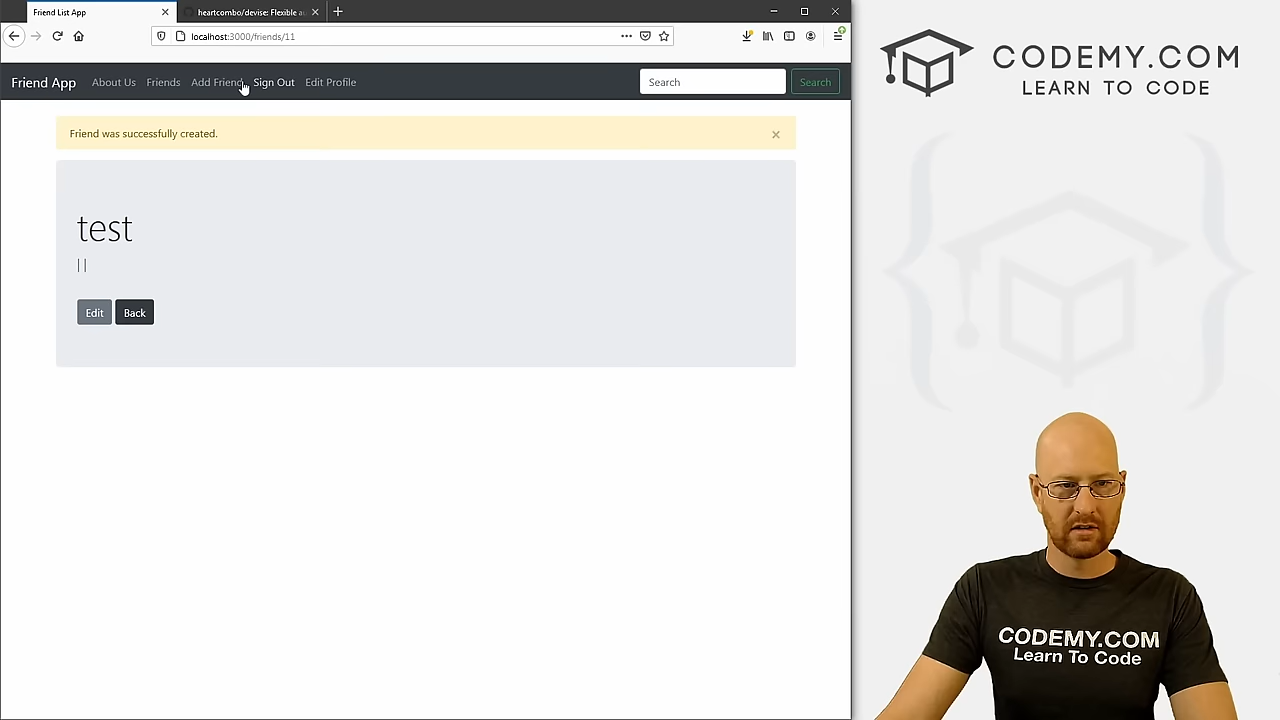 Friend List App
heartcombo/devise: Flexible au
localhost:3000/friends/11
Friend App About Us Friends Add Friend Sign Out Edit Profile Search Search
Friend was successfully created. ×
test
| |
Edit Back
CODEMY.COM
LEARN TO CODE
CODEMY.COM
Learn To Code